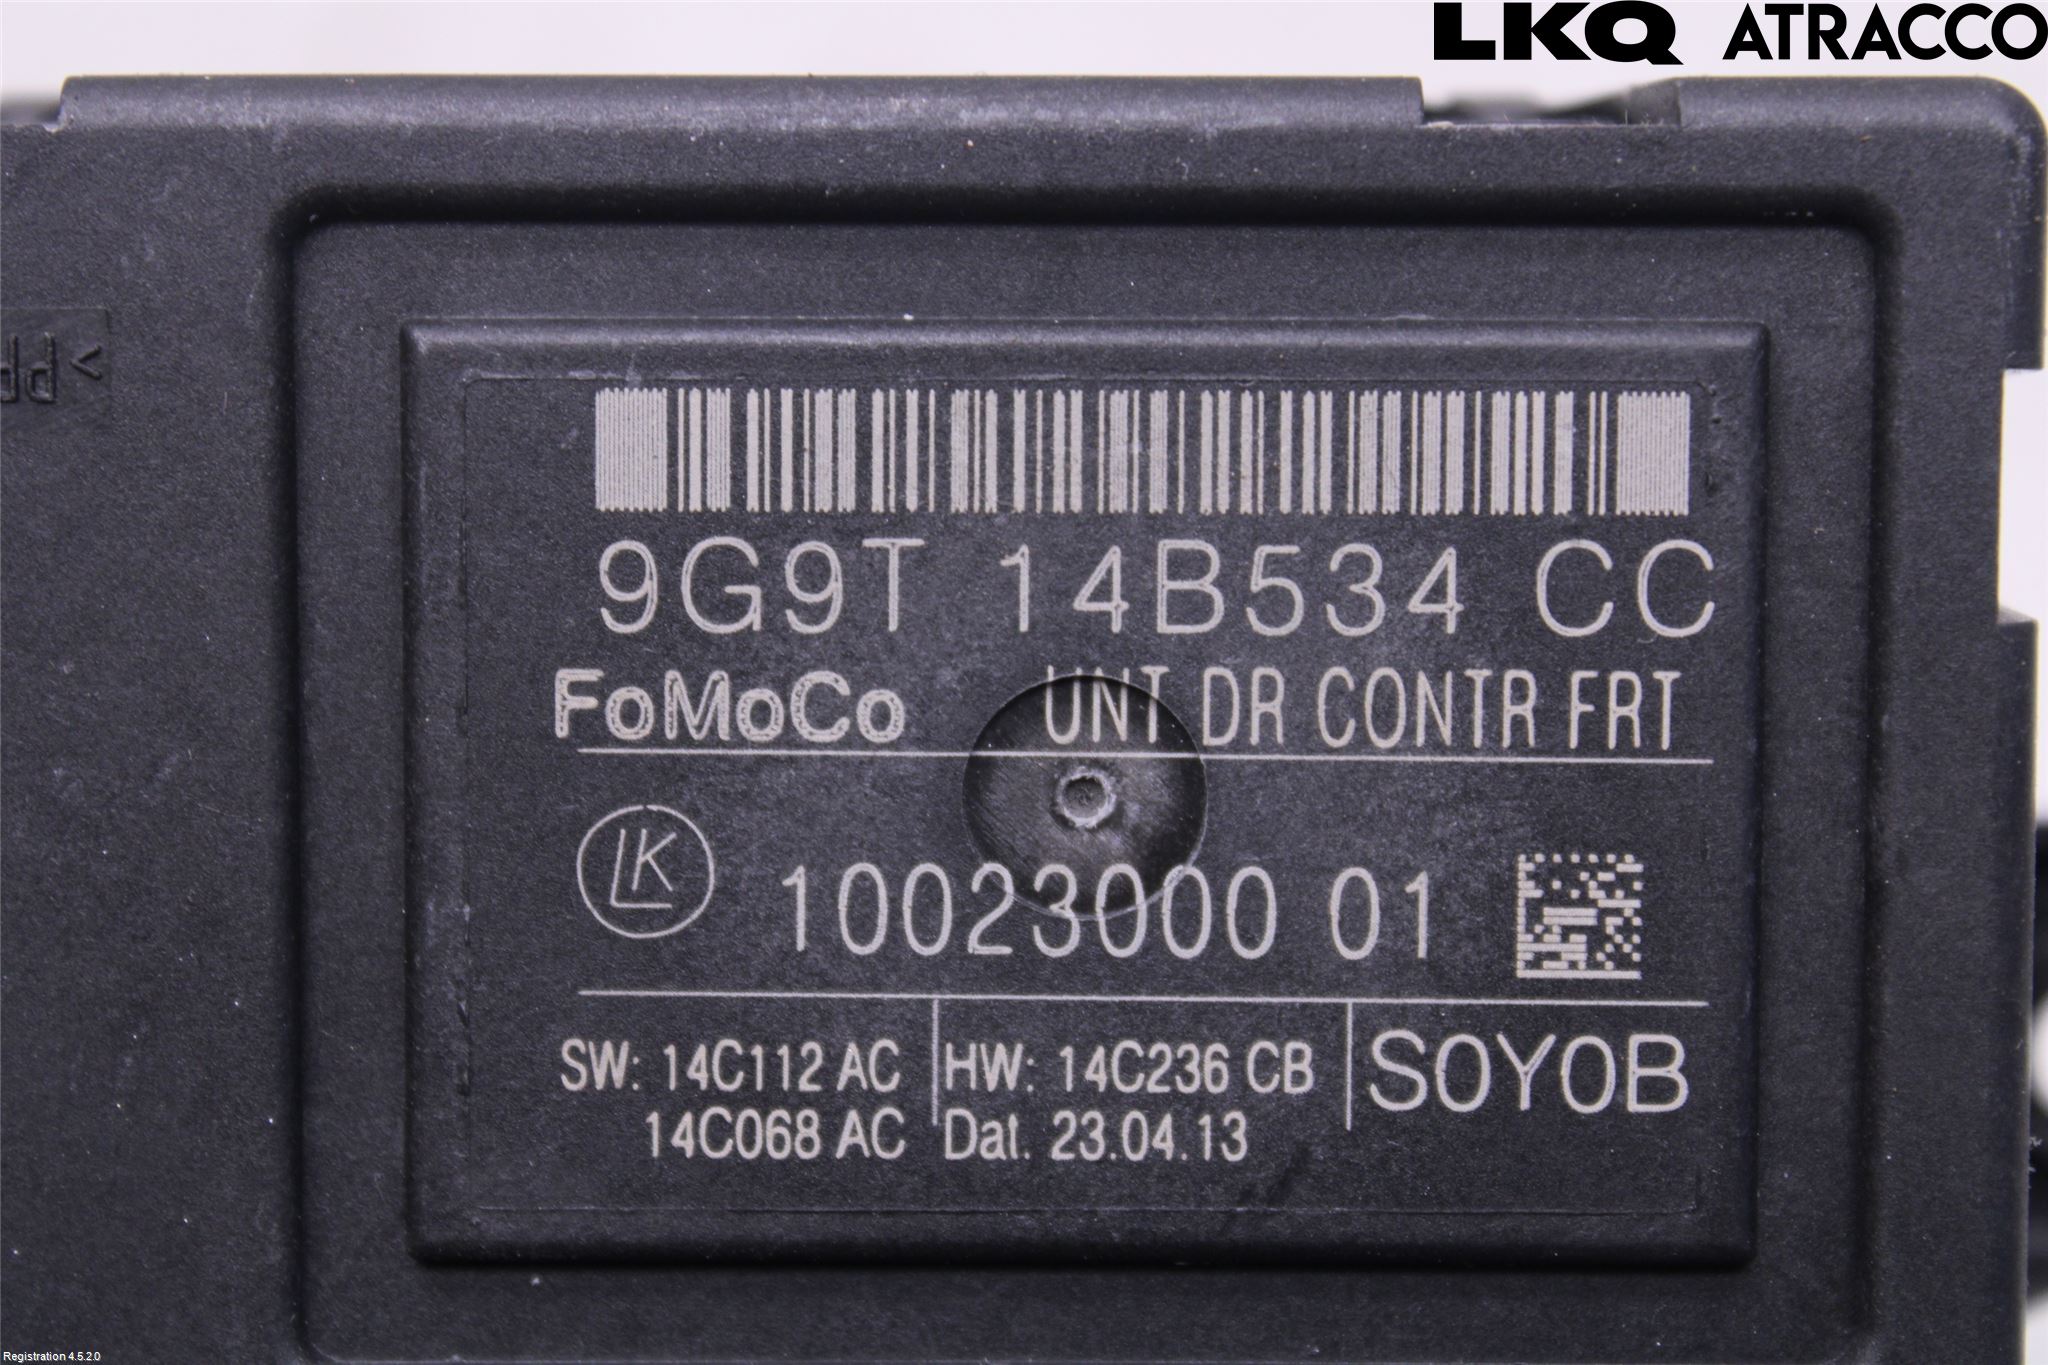 LKQ ATRACCO
9G9T 14B534 CC
FoMoCo UNT DR CONTR FRT
LK 10023000 01
SW: 14C112 AC HW: 14C236 CB SOYOB
14C068 AC Dat. 23.04.13
Registration 4.5.2.0